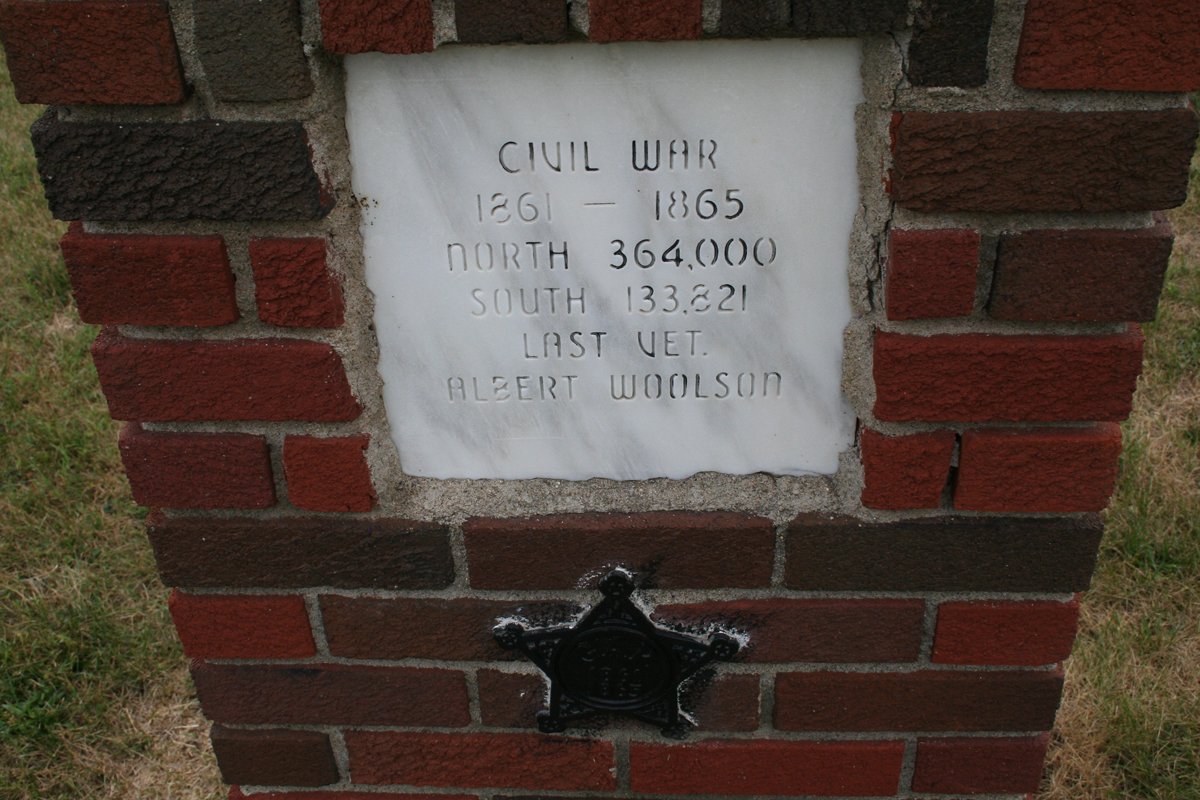 CIVIL WAR
1861 — 1865
NORTH 364,000
SOUTH 133,821
LAST VET.
ALBERT WOOLSON